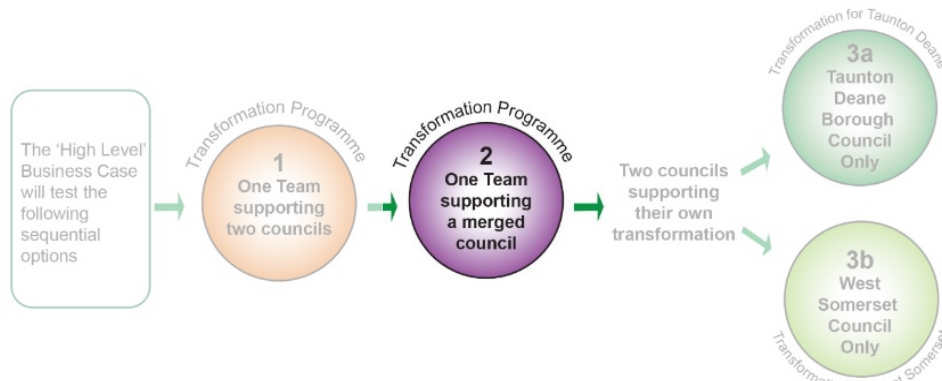 The 'High Level'
Business Case
will test the
following
sequential
options
Transformation Programme
1
One Team
supporting
two councils
Transformation Programme
2
One Team
supporting
a merged
council
Two councils
supporting
their own
transformation
Transformation for Taunton Deane
3a
Taunton
Deane
Borough
Council
Only
3b
West
Somerset
Council
Only
Somerset